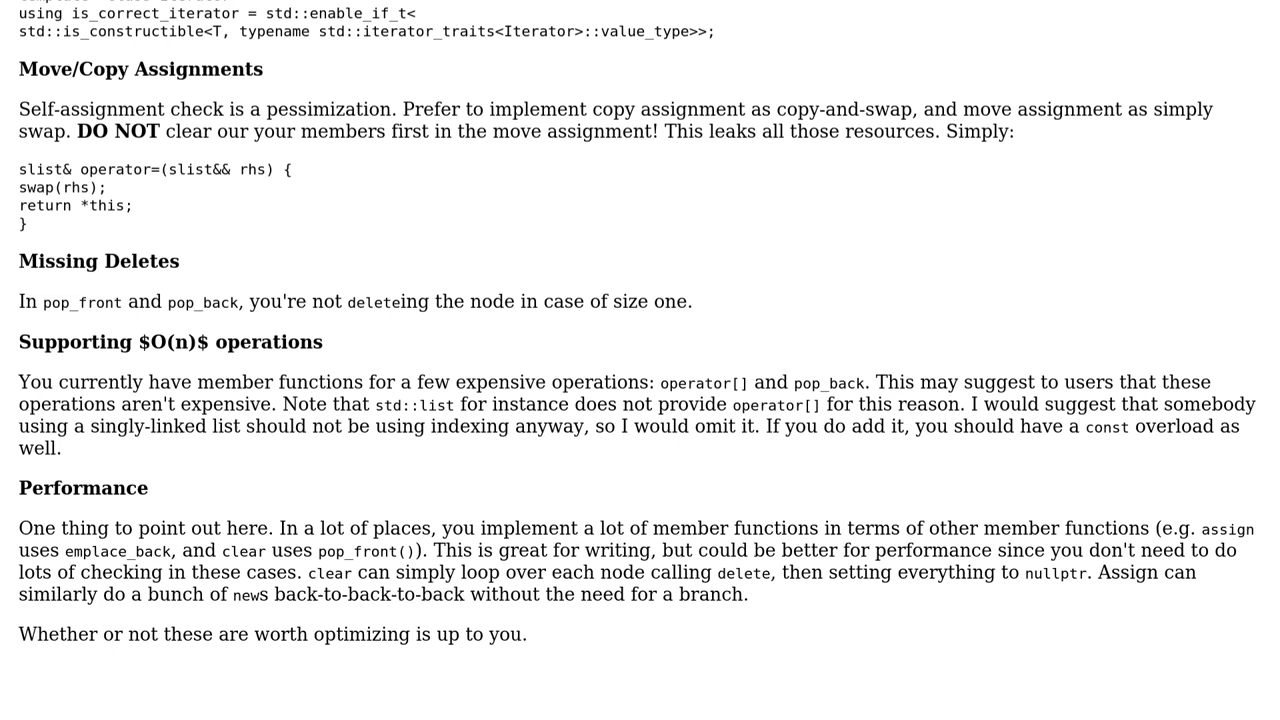 using is_correct_iterator = std::enable_if_t<
std::is_constructible<T, typename std::iterator_traits<Iterator>::value_type>>;
Move/Copy Assignments
Self-assignment check is a pessimization. Prefer to implement copy assignment as copy-and-swap, and move assignment as simply
swap. DO NOT clear our your members first in the move assignment! This leaks all those resources. Simply:
slist& operator=(slist&& rhs) {
swap(rhs);
return *this;
}
Missing Deletes
In pop_front and pop_back, you're not deleteing the node in case of size one.
Supporting $O(n)$ operations
You currently have member functions for a few expensive operations: operator[] and pop_back. This may suggest to users that these
operations aren't expensive. Note that std::list for instance does not provide operator[] for this reason. I would suggest that somebody
using a singly-linked list should not be using indexing anyway, so I would omit it. If you do add it, you should have a const overload as
well.
Performance
One thing to point out here. In a lot of places, you implement a lot of member functions in terms of other member functions (e.g. assign
uses emplace_back, and clear uses pop_front()). This is great for writing, but could be better for performance since you don't need to do
lots of checking in these cases. clear can simply loop over each node calling delete, then setting everything to nullptr. Assign can
similarly do a bunch of news back-to-back-to-back without the need for a branch.
Whether or not these are worth optimizing is up to you.